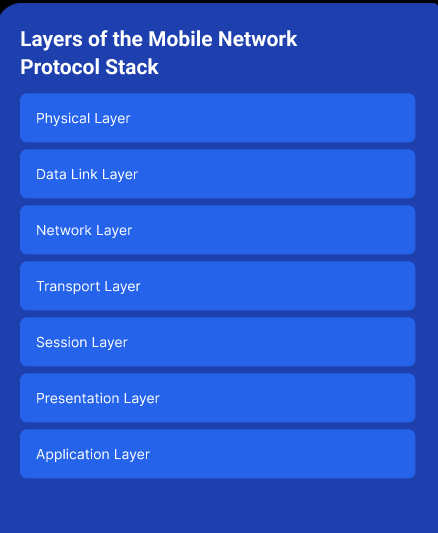 Layers of the Mobile Network
Protocol Stack
Physical Layer
Data Link Layer
Network Layer
Transport Layer
Session Layer
Presentation Layer
Application Layer